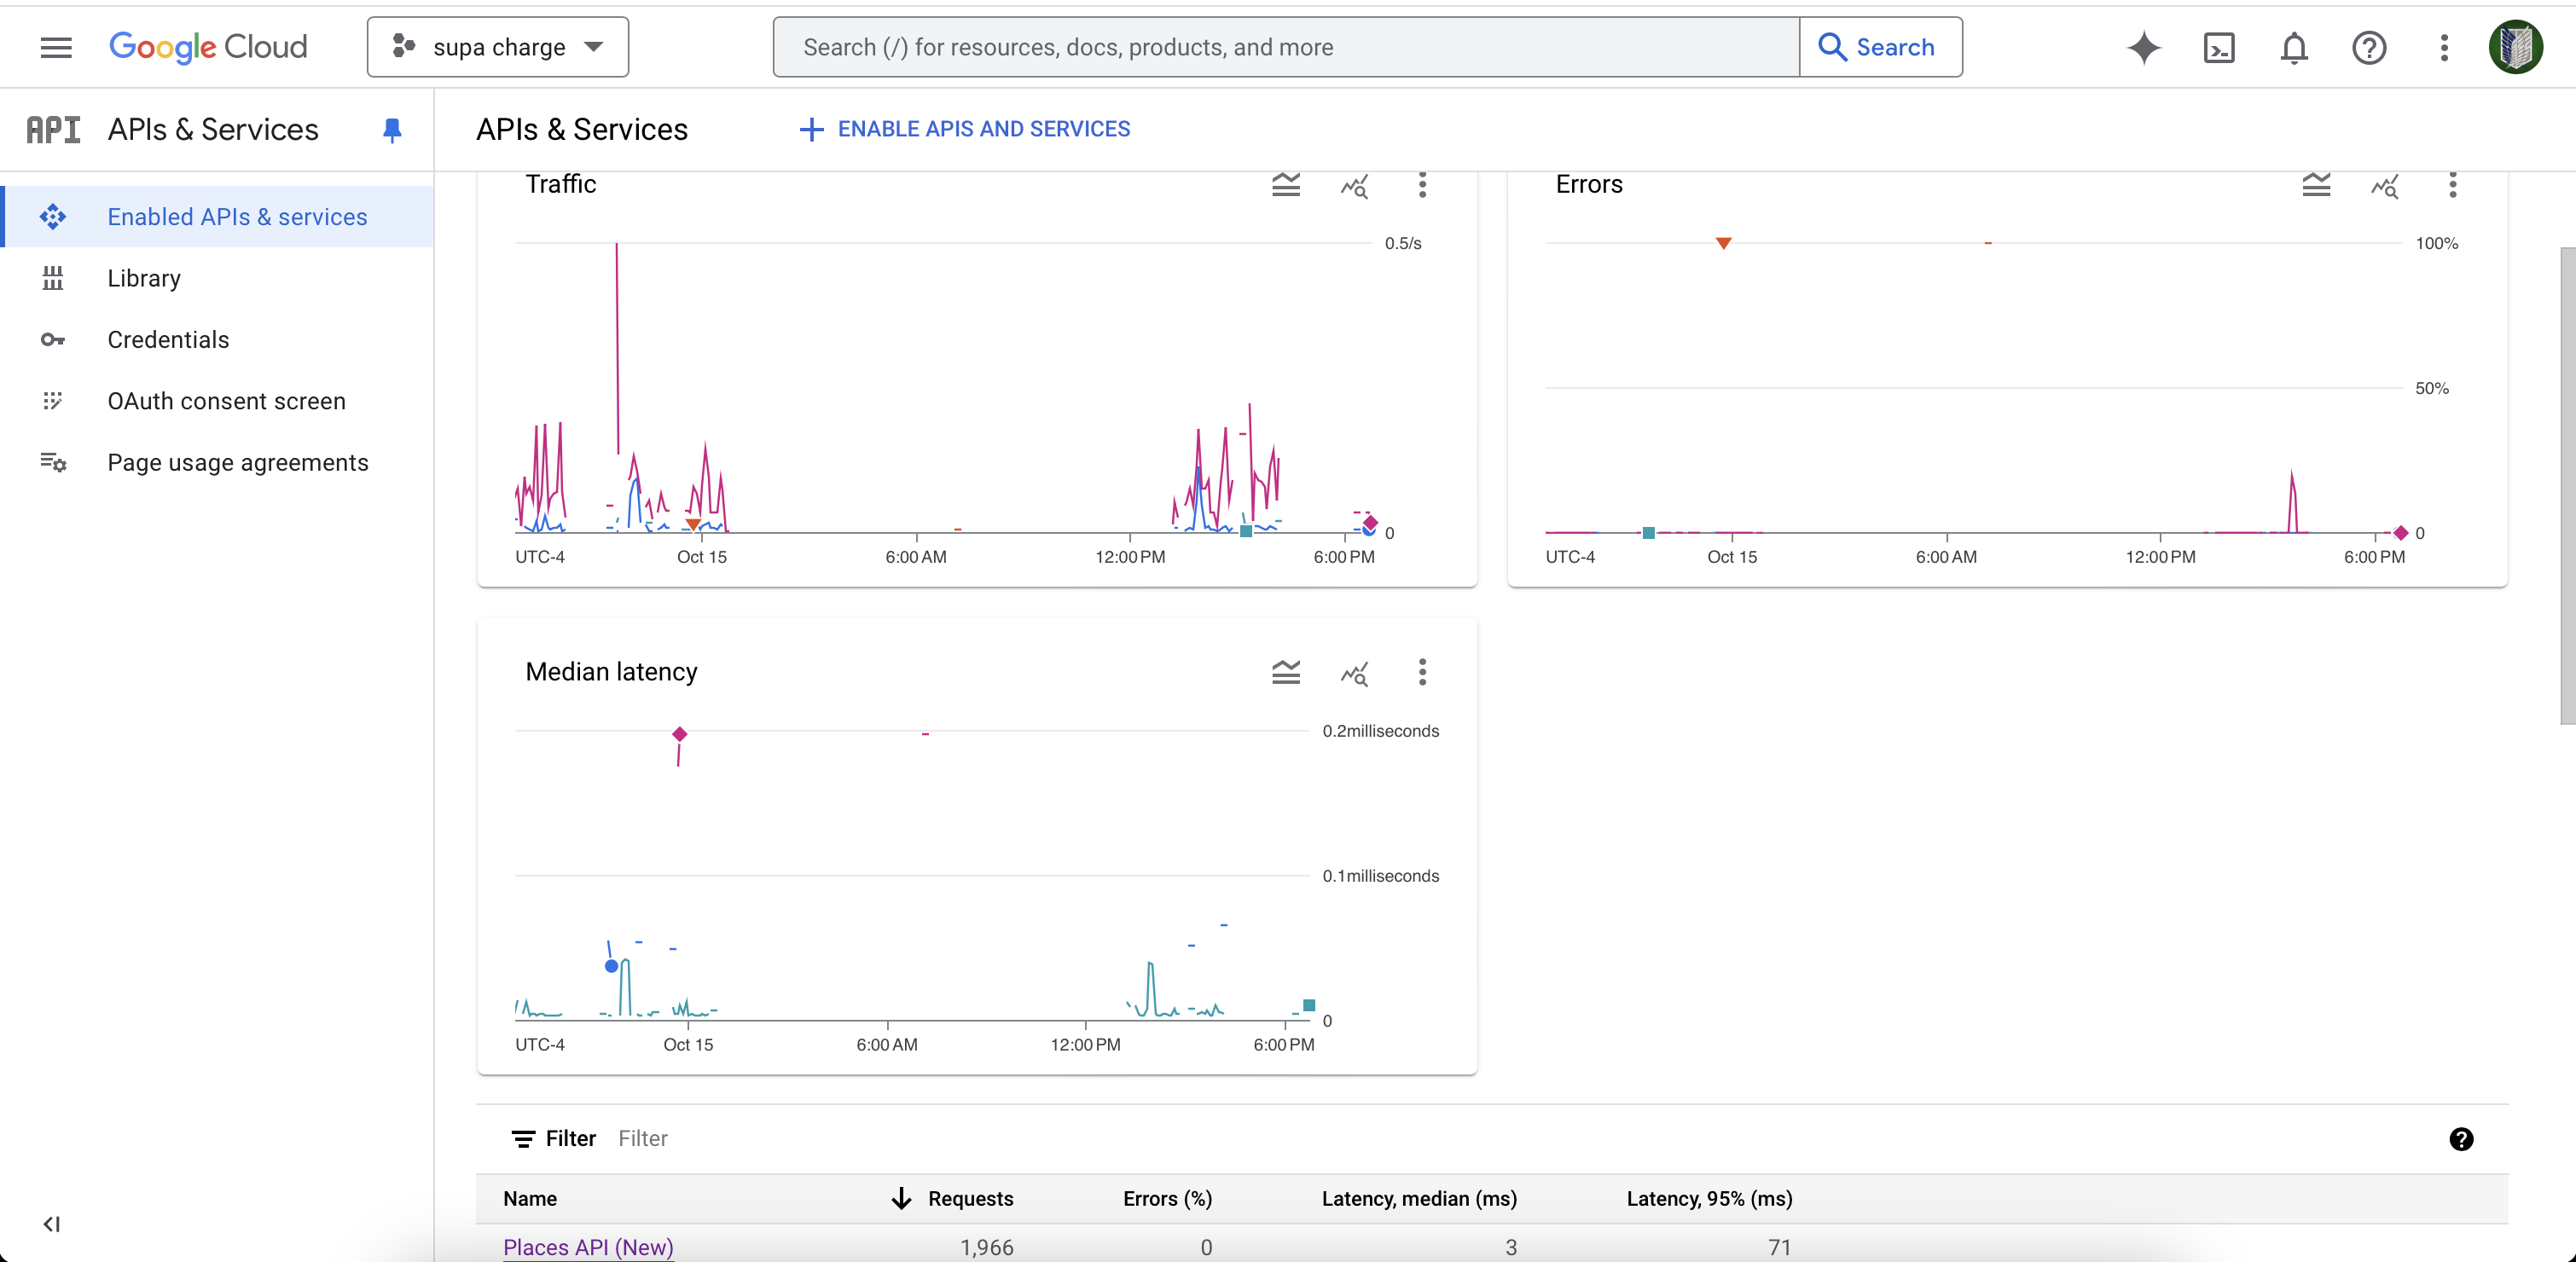 Google Cloud
supa charge
Search (/) for resources, docs, products, and more
Search
API
APIs & Services
APIs & Services
ENABLE APIS AND SERVICES
Enabled APIs & services
Library
Credentials
OAuth consent screen
Page usage agreements
Traffic
0.5/s
0
UTC-4
Oct 15
6:00 AM
12:00 PM
6:00 PM
Errors
100%
50%
0
UTC-4
Oct 15
6:00 AM
12:00 PM
6:00 PM
Median latency
0.2milliseconds
0.1milliseconds
0
UTC-4
Oct 15
6:00 AM
12:00 PM
6:00 PM
Filter Filter
Name Requests Errors (%) Latency, median (ms) Latency, 95% (ms)
Places API (New) 1,966 0 3 71